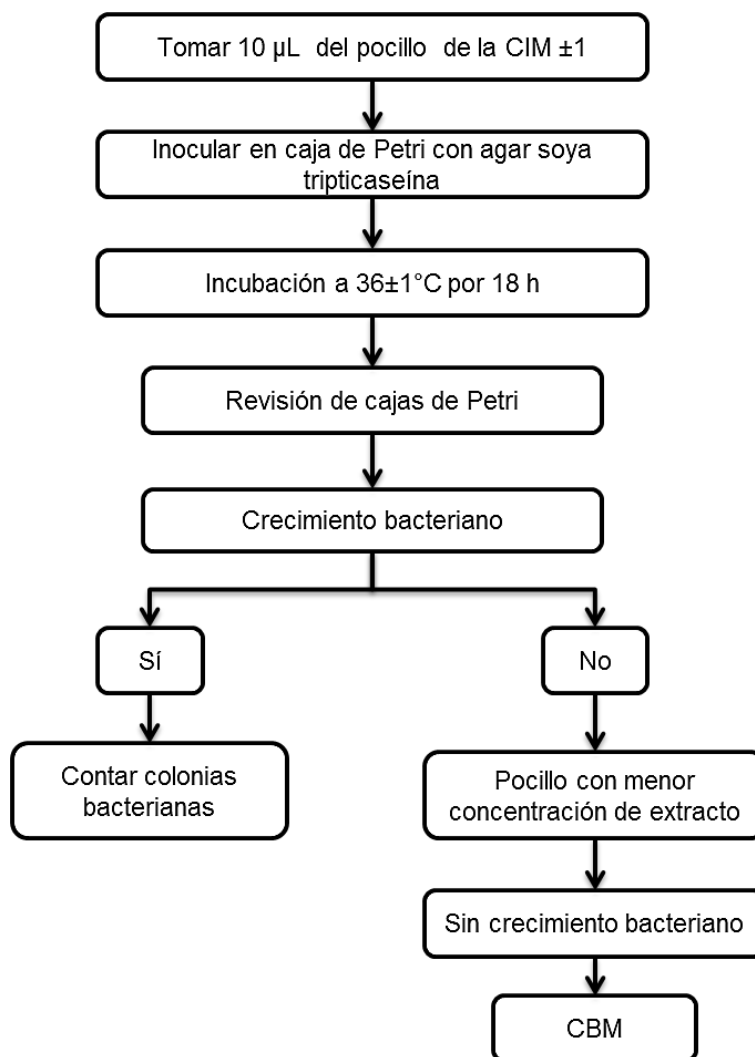 Tomar 10 µL del pocillo de la CIM ±1
Inocular en caja de Petri con agar soya
tripticaseína
Incubación a 36±1°C por 18 h
Revisión de cajas de Petri
Crecimiento bacteriano
Sí
No
Contar colonias
bacterianas
Pocillo con menor
concentración de extracto
Sin crecimiento bacteriano
CBM